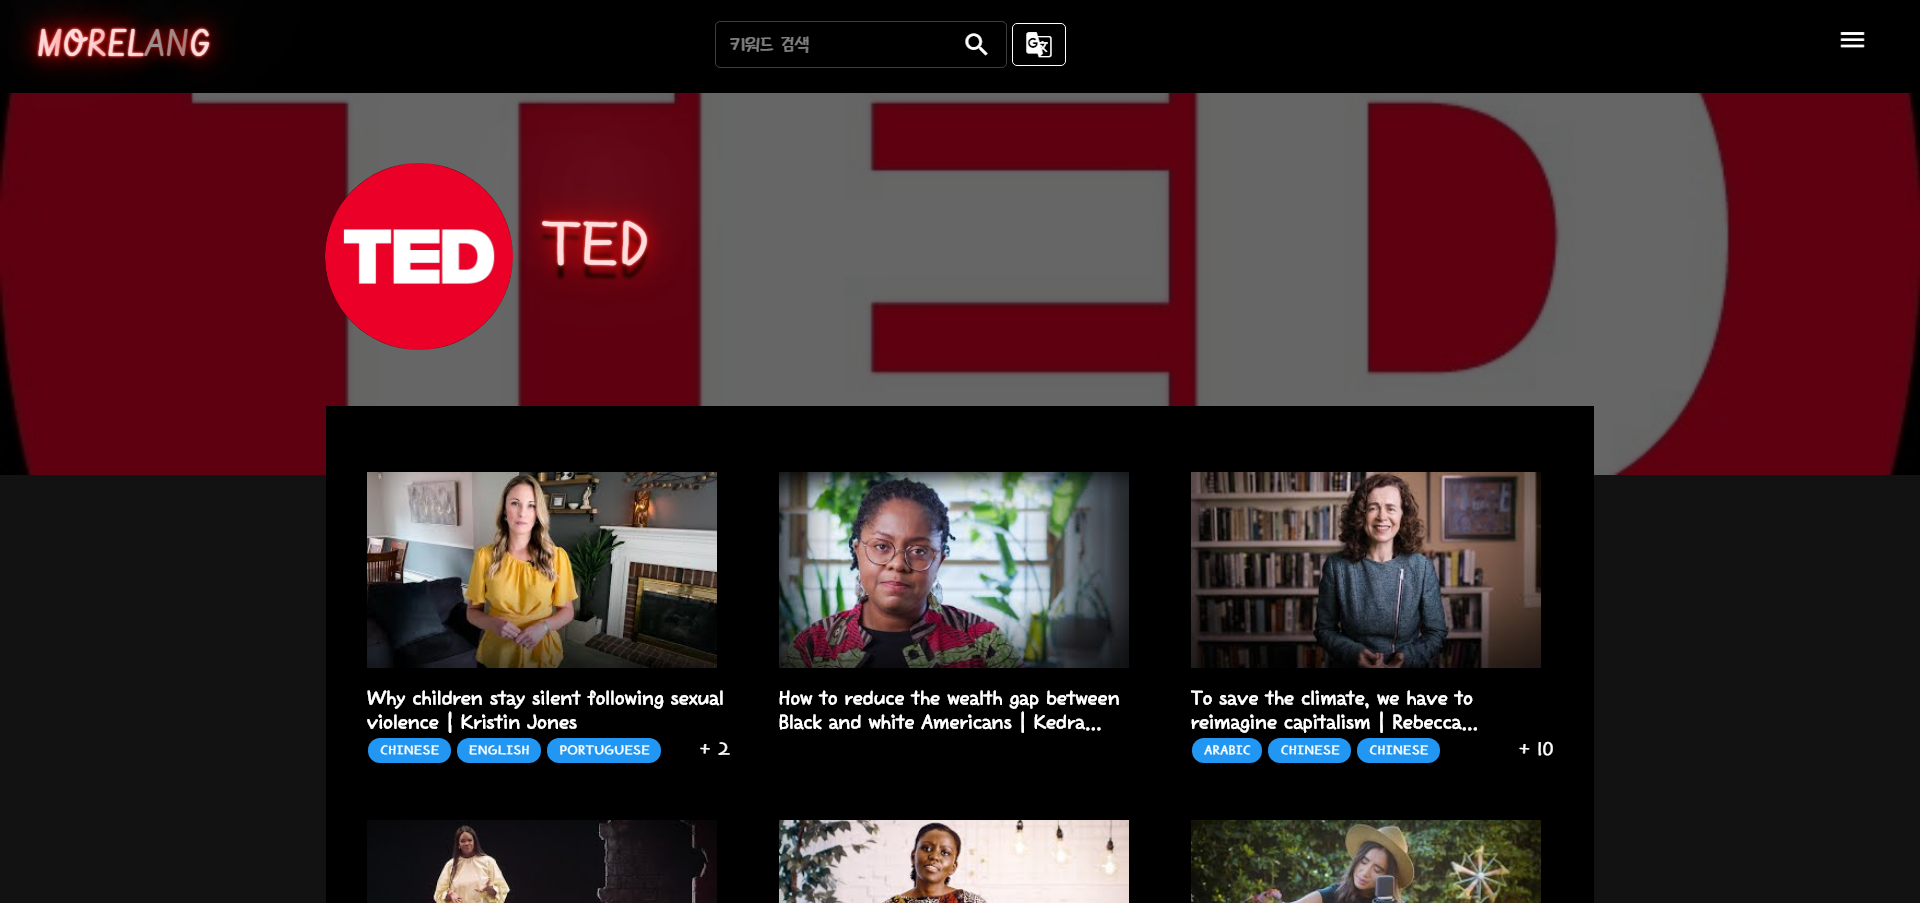 MORELANG
키워드 검색
TED
TED
TED
Why children stay silent following sexual
violence | Kristin Jones
CHINESE ENGLISH PORTUGUESE + 2
How to reduce the wealth gap between
Black and white Americans | Kedra...
To save the climate, we have to
reimagine capitalism | Rebecca...
ARABIC CHINESE CHINESE + 10